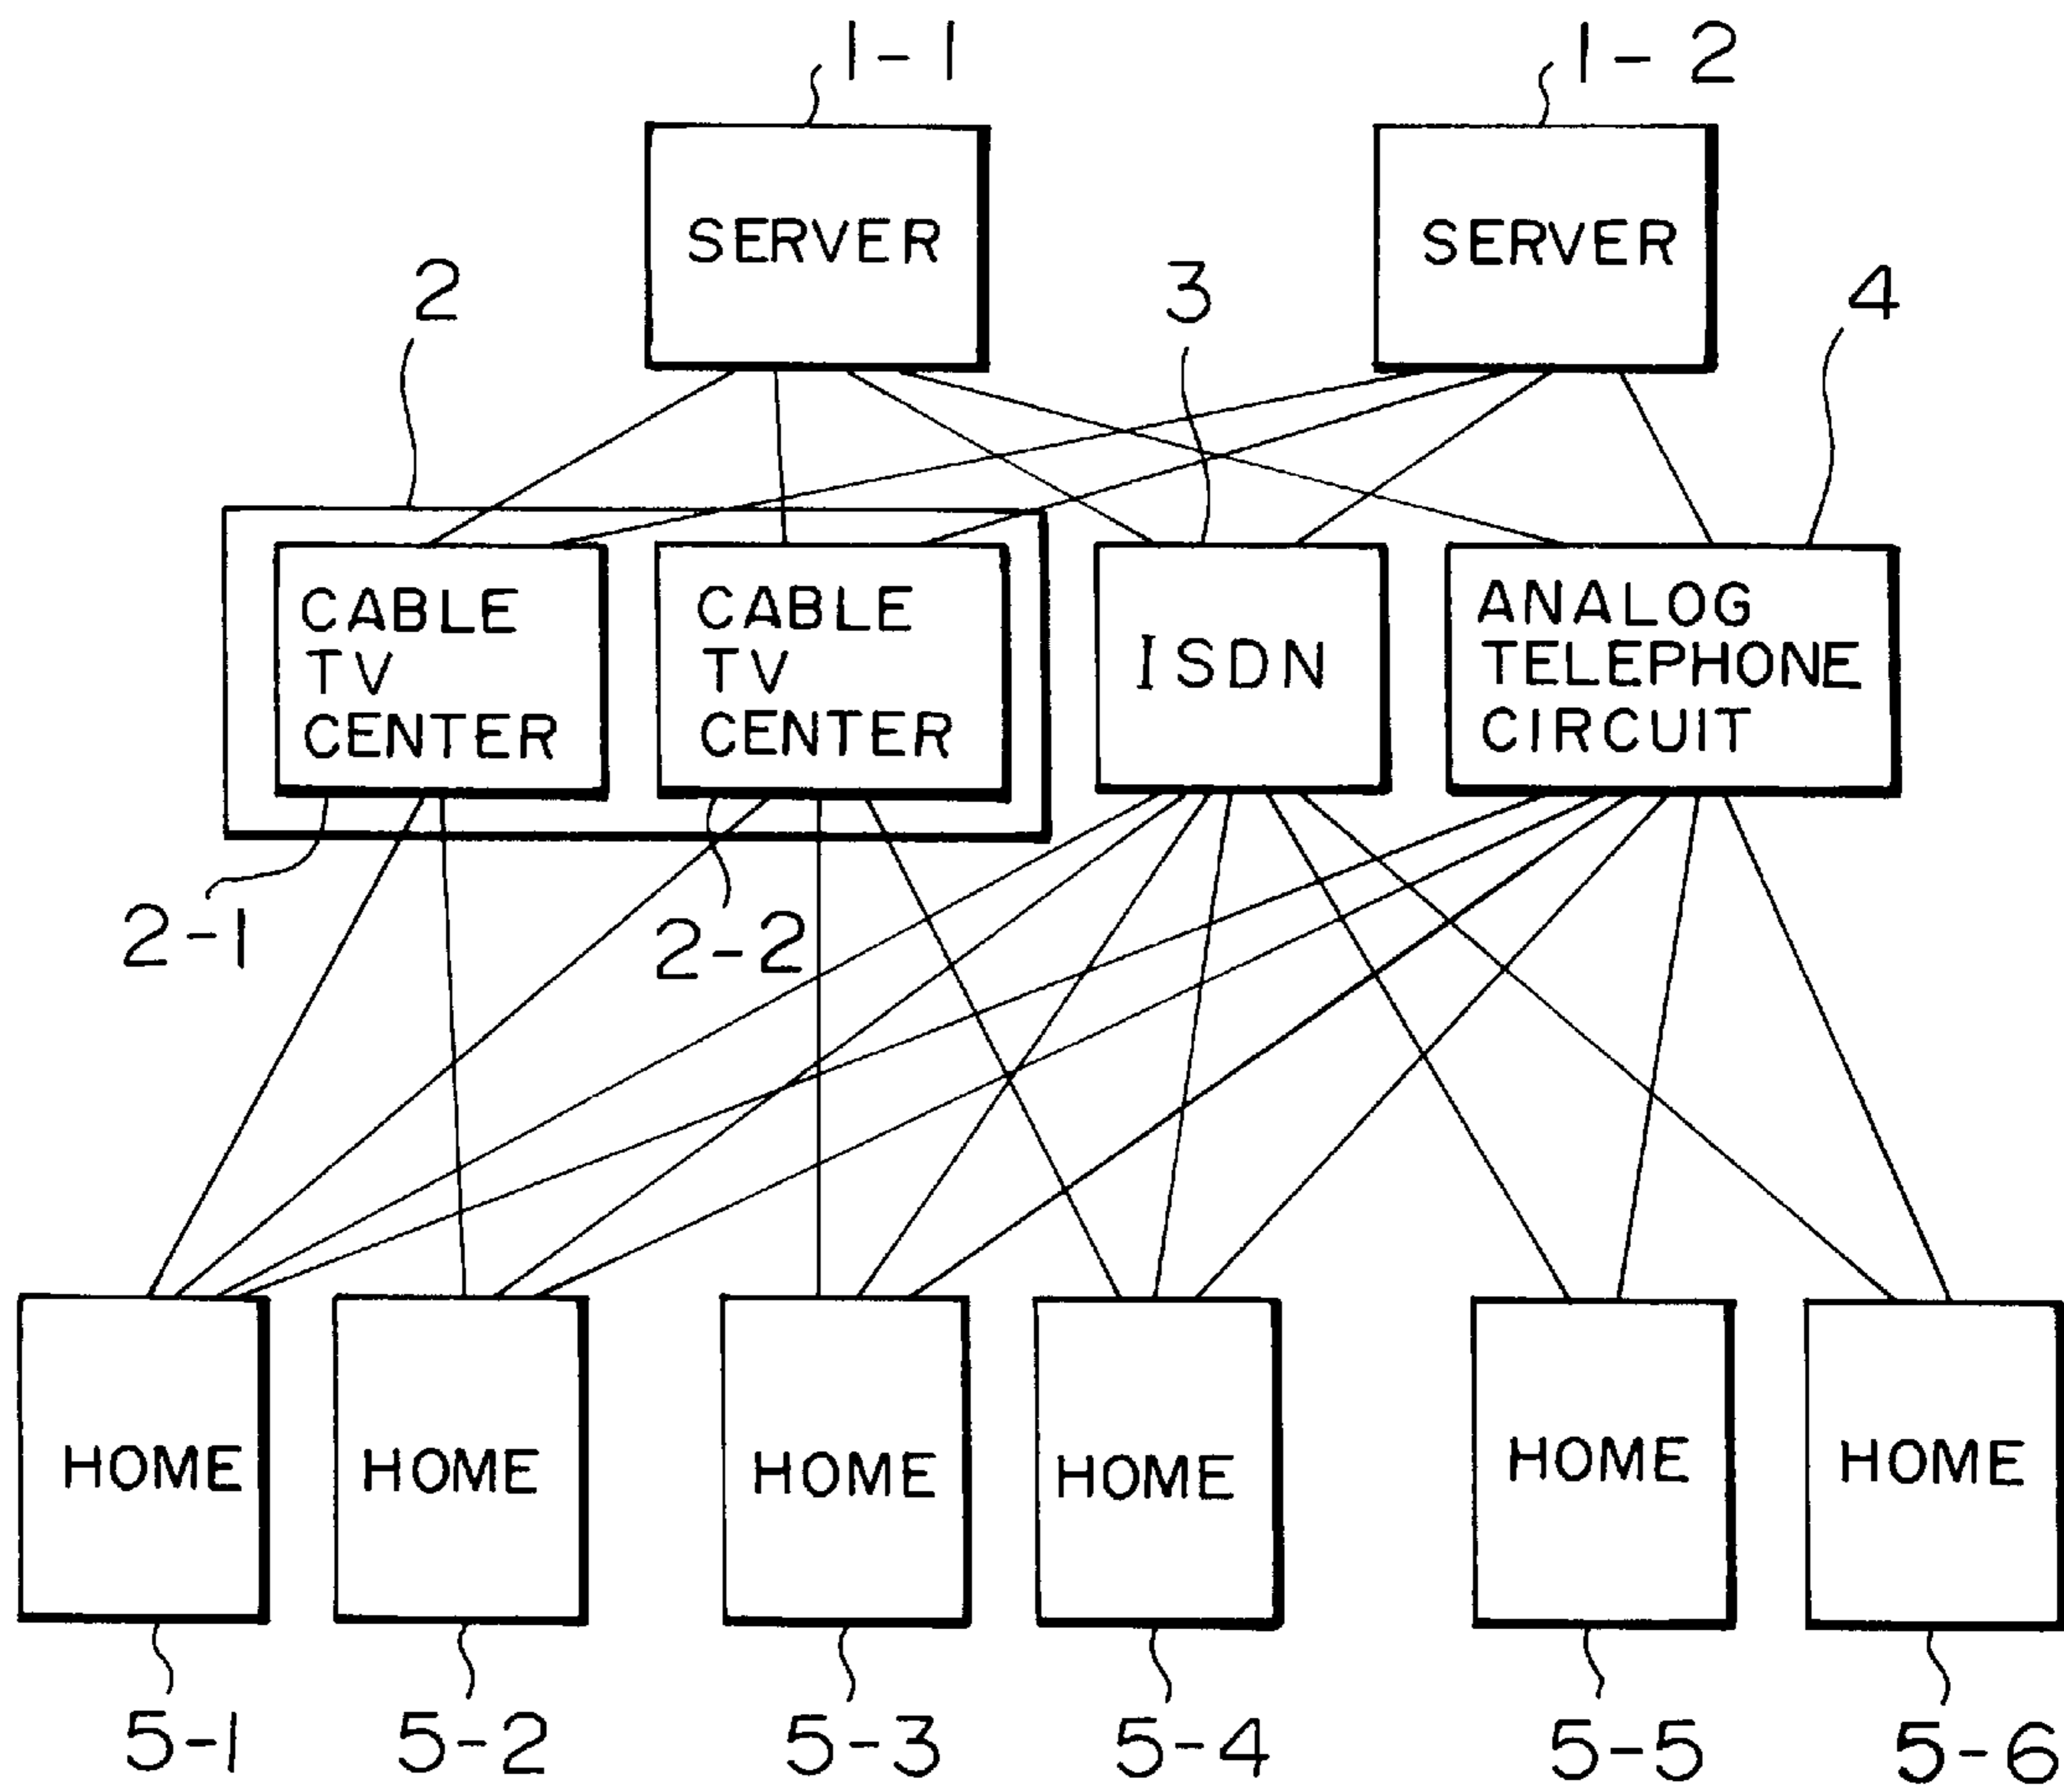 1-1
1-2
SERVER
SERVER
2
3
4
CABLE
TV
CENTER
CABLE
TV
CENTER
ISDN
ANALOG
TELEPHONE
CIRCUIT
2-1
2-2
HOME
HOME
HOME
HOME
HOME
HOME
5-1
5-2
5-3
5-4
5-5
5-6